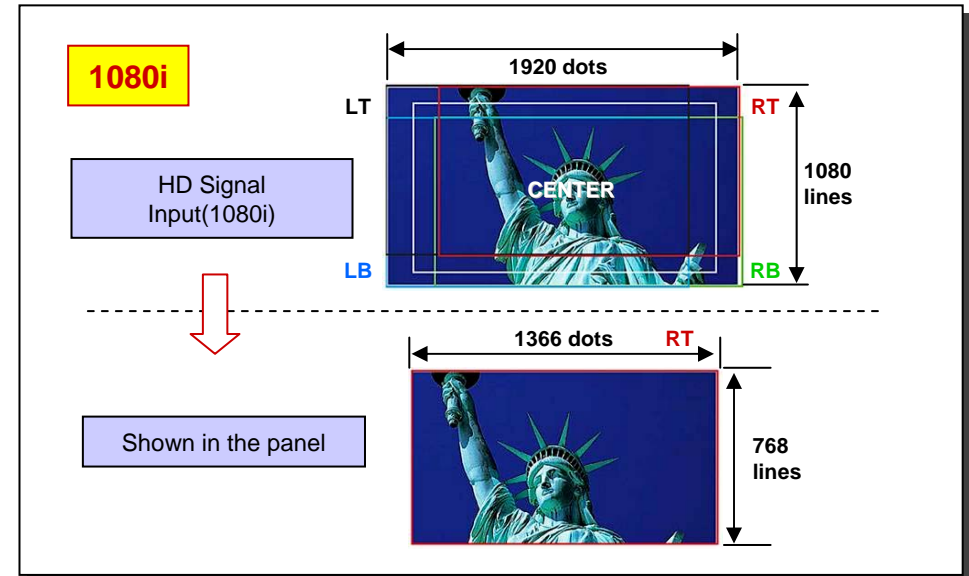 1080i
1920 dots
LT
RT
HD Signal
Input(1080i)
CENTER
1080
lines
LB
RB
1366 dots
RT
Shown in the panel
768
lines